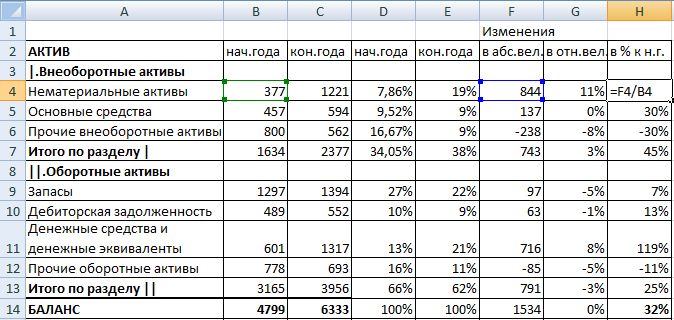 A B C D E F G H
1 Изменения
2 АКТИВ нач.года кон.года нач.года кон.года в абс.вел. в отн.вел. в % к н.г.
3 |.Внеоборотные активы
4 Нематериальные активы 377 1221 7,86% 19% 844 11% =F4/B4
5 Основные средства 457 594 9,52% 9% 137 0% 30%
6 Прочие внеоборотные активы 800 562 16,67% 9% -238 -8% -30%
7 Итого по разделу | 1634 2377 34,05% 38% 743 3% 45%
8 ||.Оборотные активы
9 Запасы 1297 1394 27% 22% 97 -5% 7%
10 Дебиторская задолженность 489 552 10% 9% 63 -1% 13%
Денежные средства и
11 денежные эквиваленты 601 1317 13% 21% 716 8% 119%
12 Прочие оборотные активы 778 693 16% 11% -85 -5% -11%
13 Итого по разделу || 3165 3956 66% 62% 791 -3% 25%
14 БАЛАНС 4799 6333 100% 100% 1534 0% 32%